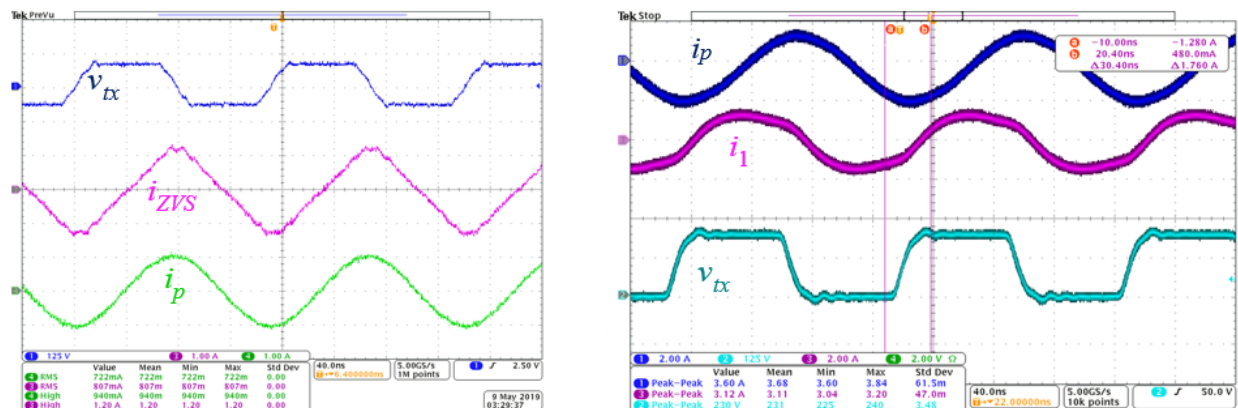 Tek PreVu
T
1
v_tx
3
i_ZVS
4
i_p
1 125 V 3 1.00 A 4 1.00 A
Value Mean Min Max Std Dev
4 RMS 722mA 722m 722m 722m 0.00
3 RMS 807mA 807m 807m 807m 0.00
4 High 940mA 940m 940m 940m 0.00
3 High 1.20 A 1.20 1.20 1.20 0.00
40.0ns 5.00GS/s 1 2.50 V
1M points
9 May 2019
03:29:37
Tek Stop
a T b
a −10.00ns −1.280 A
b 20.40ns 480.0mA
Δ30.40ns Δ1.760 A
1
i_p
3
i_1
2
v_tx
1 2.00 A 2 125 V 3 2.00 A 4 2.00 V Ω
Value Mean Min Max Std Dev
1 Peak–Peak 3.60 A 3.68 3.60 3.84 61.5m
3 Peak–Peak 3.12 A 3.11 3.04 3.20 47.0m
2 Peak–Peak 230 V 231 225 240 3.48
40.0ns 5.00GS/s 2 50.0 V
T→▼22.00000ns 10k points